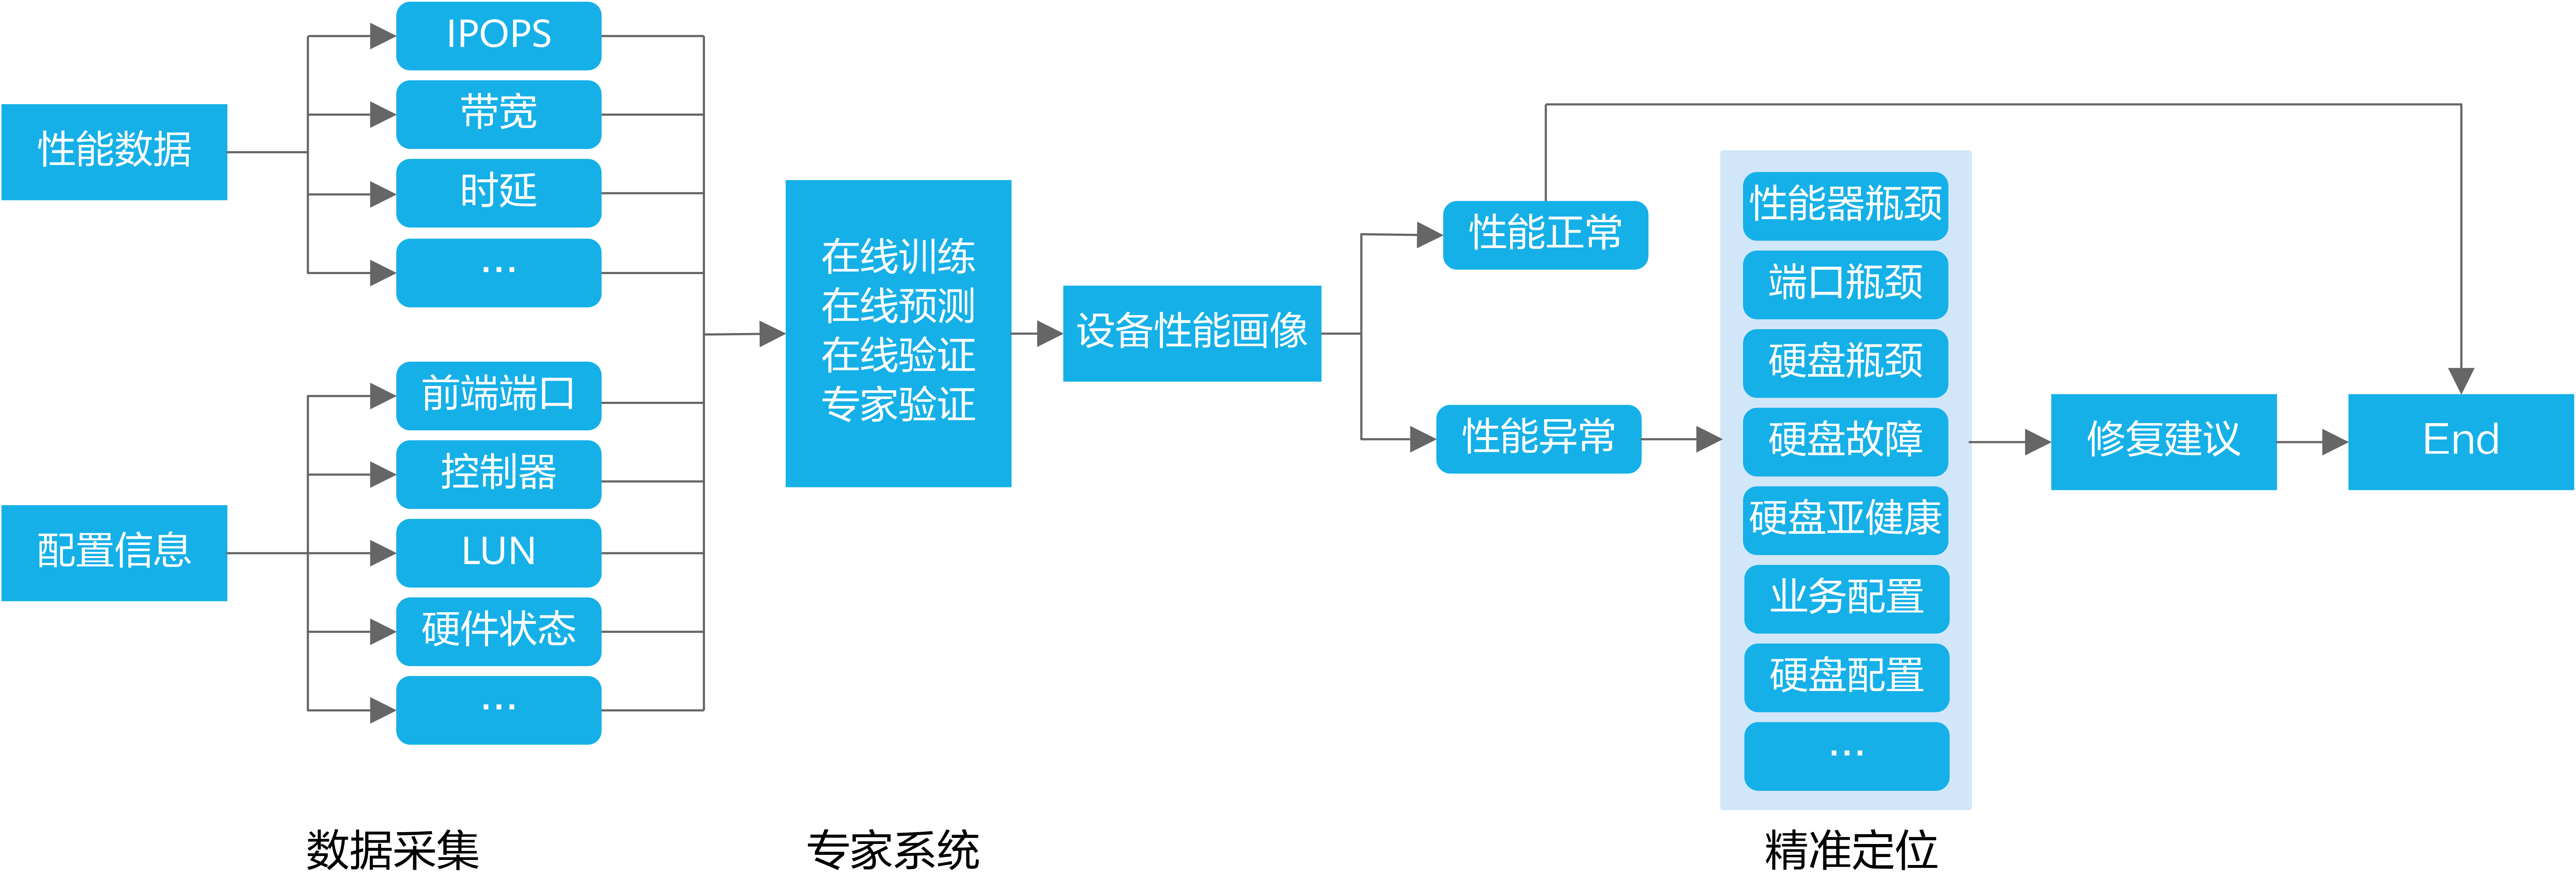 性能数据
IPOPS
带宽
时延
...
配置信息
前端端口
控制器
LUN
硬件状态
...
在线训练
在线预测
在线验证
专家验证
设备性能画像
性能正常
性能异常
性能器瓶颈
端口瓶颈
硬盘瓶颈
硬盘故障
硬盘亚健康
业务配置
硬盘配置
...
修复建议
End
数据采集
专家系统
精准定位